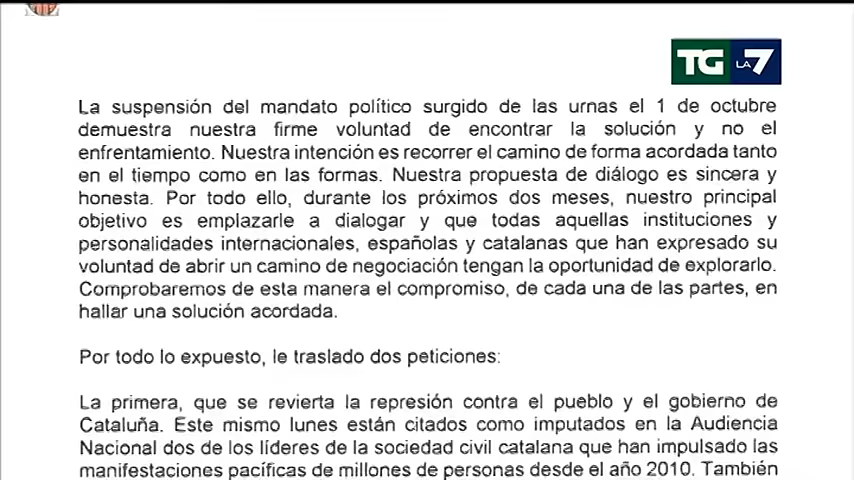 TG LA 7
La suspensión del mandato político surgido de las urnas el 1 de octubre
demuestra nuestra firme voluntad de encontrar la solución y no el
enfrentamiento. Nuestra intención es recorrer el camino de forma acordada tanto
en el tiempo como en las formas. Nuestra propuesta de diálogo es sincera y
honesta. Por todo ello, durante los próximos dos meses, nuestro principal
objetivo es emplazarle a dialogar y que todas aquellas instituciones y
personalidades internacionales, españolas y catalanas que han expresado su
voluntad de abrir un camino de negociación tengan la oportunidad de explorarlo.
Comprobaremos de esta manera el compromiso, de cada una de las partes, en
hallar una solución acordada.
Por todo lo expuesto, le traslado dos peticiones:
La primera, que se revierta la represión contra el pueblo y el gobierno de
Cataluña. Este mismo lunes están citados como imputados en la Audiencia
Nacional dos de los líderes de la sociedad civil catalana que han impulsado las
manifestaciones pacíficas de millones de personas desde el año 2010. También